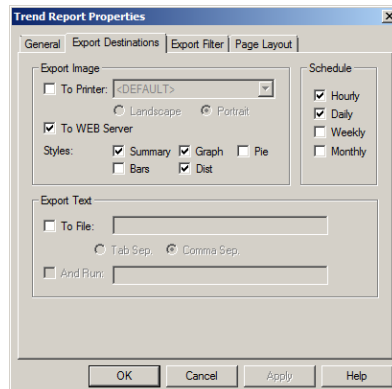 Trend Report Properties
General Export Destinations Export Filter Page Layout
Export Image
To Printer: <DEFAULT>
Landscape Portrait
To WEB Server
Styles: Summary Graph Pie
Bars Dist
Schedule
Hourly
Daily
Weekly
Monthly
Export Text
To File:
Tab Sep. Comma Sep.
And Run:
OK Cancel Apply Help